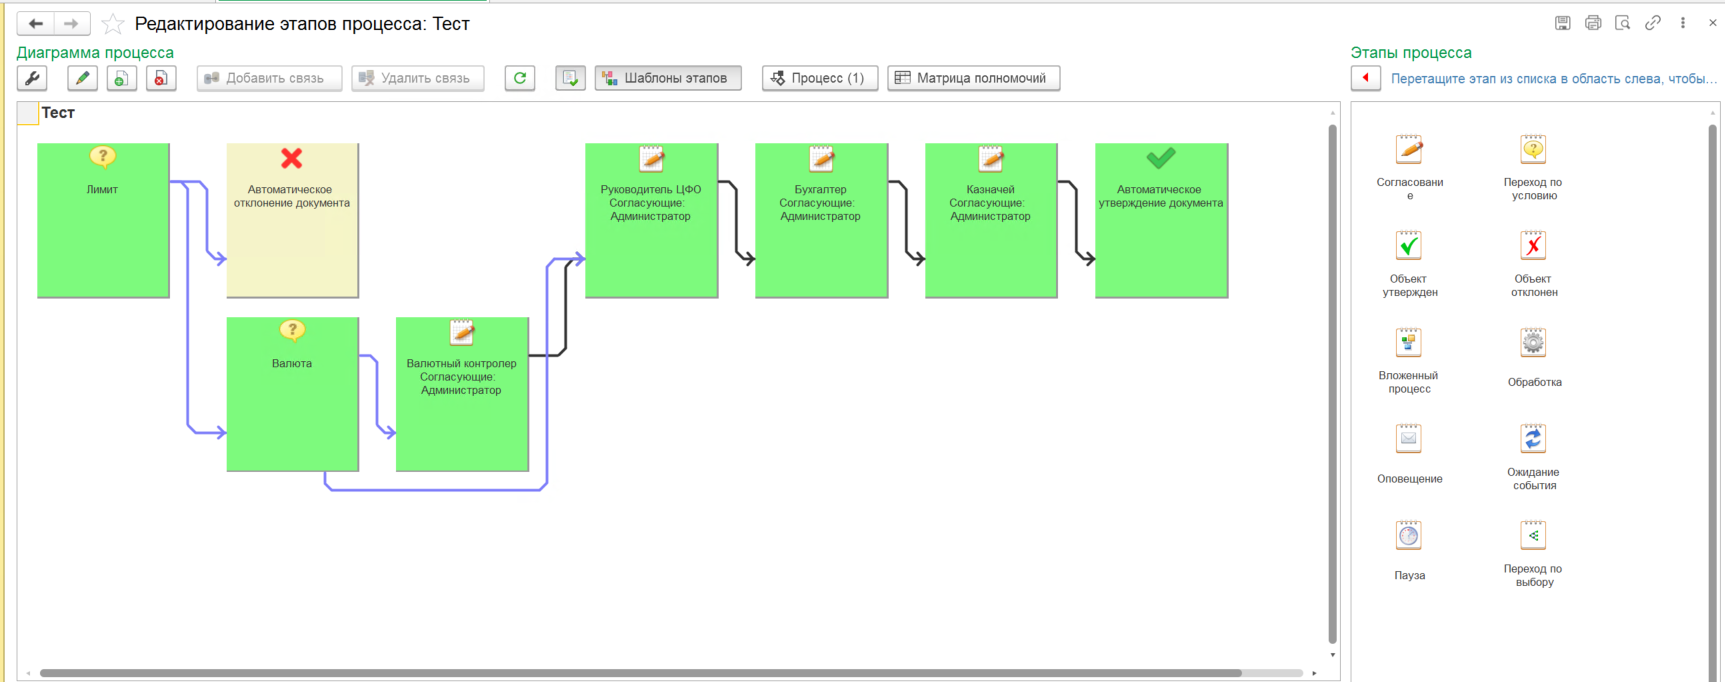 Редактирование этапов процесса: Тест
Диаграмма процесса
Этапы процесса
Добавить связь
Удалить связь
Шаблоны этапов
Процесс (1)
Матрица полномочий
Перетащите этап из списка в область слева, чтобы...
Тест
Лимит
Автоматическое
отклонение документа
Руководитель ЦФО
Согласующие:
Администратор
Бухгалтер
Согласующие:
Администратор
Казначей
Согласующие:
Администратор
Автоматическое
утверждение документа
Валюта
Валютный контролер
Согласующие:
Администратор
Согласовани
е
Переход по
условию
Объект
утвержден
Объект
отклонен
Вложенный
процесс
Обработка
Оповещение
Ожидание
события
Пауза
Переход по
выбору